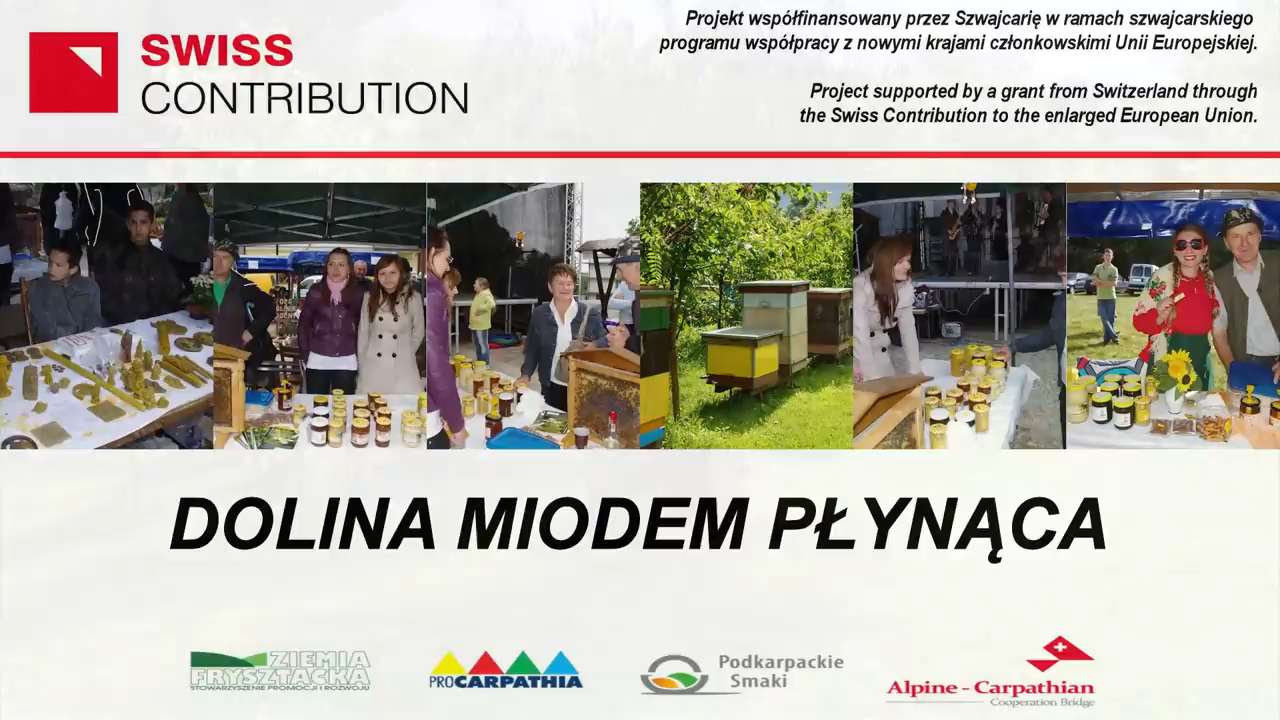 SWISS
CONTRIBUTION
Projekt współfinansowany przez Szwajcarię w ramach szwajcarskiego
programu współpracy z nowymi krajami członkowskimi Unii Europejskiej.
Project supported by a grant from Switzerland through
the Swiss Contribution to the enlarged European Union.
DOLINA MIODEM PŁYNĄCA
ZIEMIA
FRYSZTACKA
STOWARZYSZENIE PROMOCJI I ROZWOJU
PROCARPATHIA
Podkarpackie
Smaki
Alpine - Carpathian
Cooperation Bridge